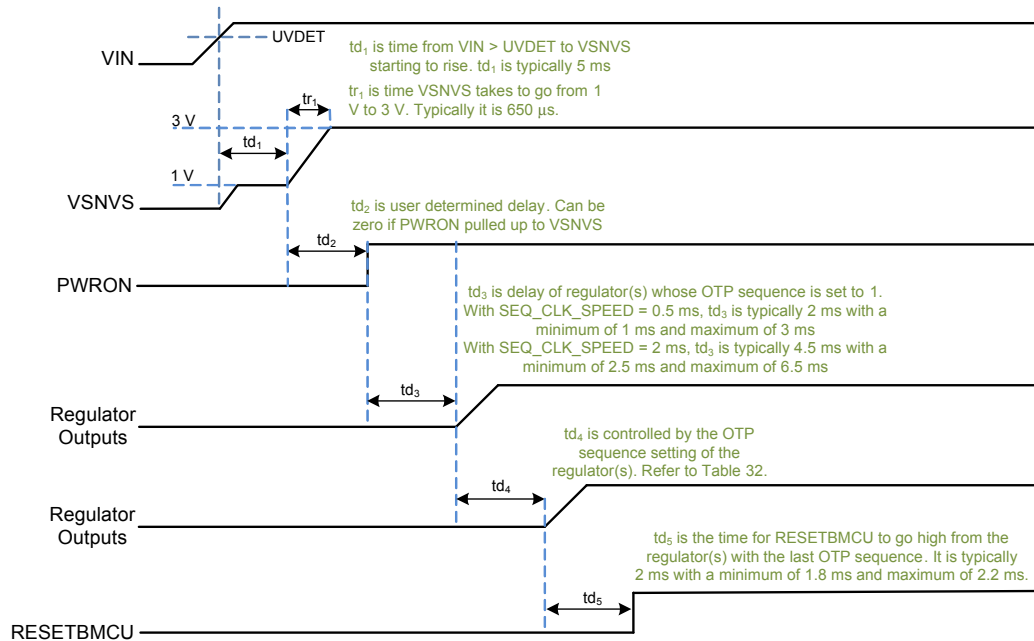 UVDET
VIN
td1 is time from VIN > UVDET to VSNVS
starting to rise. td1 is typically 5 ms
tr1
tr1 is time VSNVS takes to go from 1
V to 3 V. Typically it is 650 μs.
3 V
td1
1 V
VSNVS
td2 is user determined delay. Can be
zero if PWRON pulled up to VSNVS
td2
PWRON
td3 is delay of regulator(s) whose OTP sequence is set to 1.
With SEQ_CLK_SPEED = 0.5 ms, td3 is typically 2 ms with a
minimum of 1 ms and maximum of 3 ms
With SEQ_CLK_SPEED = 2 ms, td3 is typically 4.5 ms with a
minimum of 2.5 ms and maximum of 6.5 ms
td3
Regulator
Outputs
td4 is controlled by the OTP
sequence setting of the
regulator(s). Refer to Table 32.
td4
Regulator
Outputs
td5 is the time for RESETBMCU to go high from the
regulator(s) with the last OTP sequence. It is typically
2 ms with a minimum of 1.8 ms and maximum of 2.2 ms.
td5
RESETBMCU